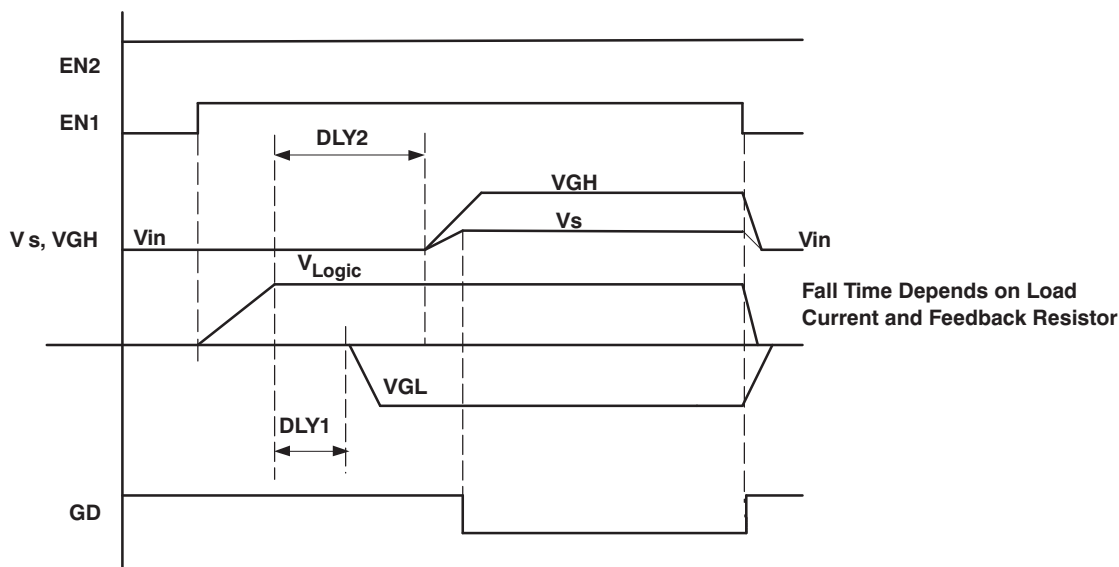 EN2
EN1
DLY2
VGH
Vs
V s, VGH
Vin
Vin
VLogic
Fall Time Depends on Load
Current and Feedback Resistor
VGL
DLY1
GD